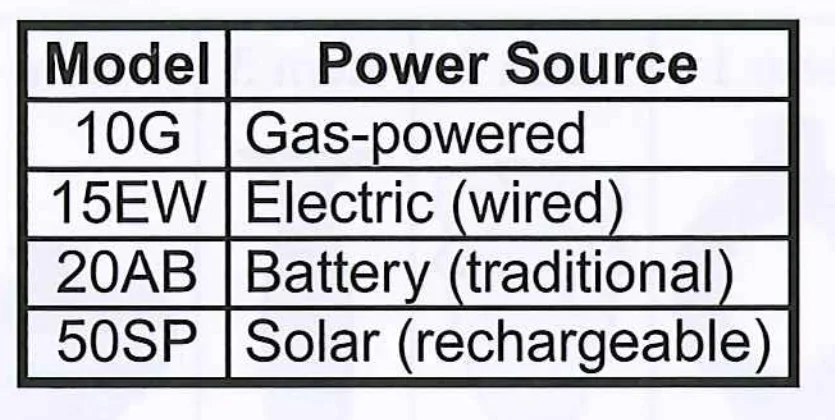 Model Power Source
10G Gas-powered
15EW Electric (wired)
20AB Battery (traditional)
50SP Solar (rechargeable)